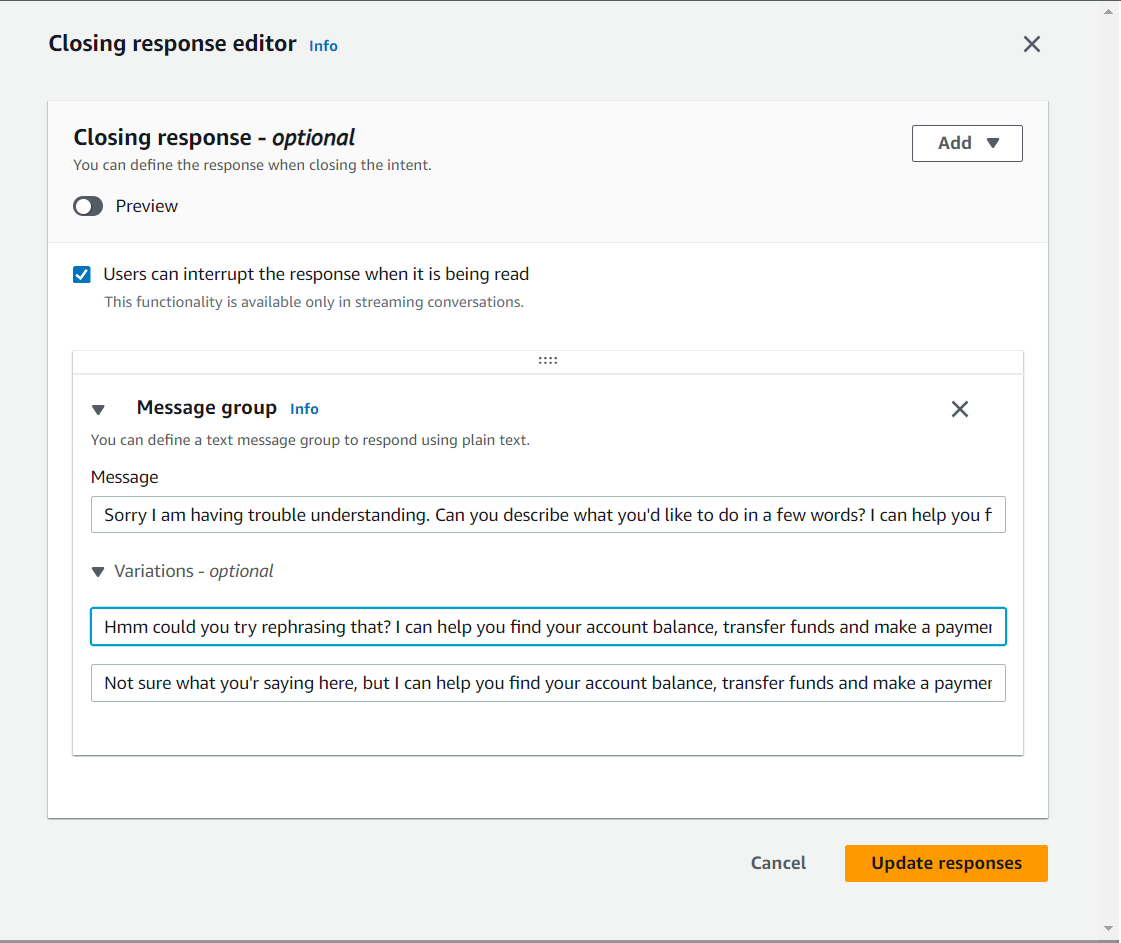 Closing response editor Info
Closing response - optional
Add
You can define the response when closing the intent.
Preview
Users can interrupt the response when it is being read
This functionality is available only in streaming conversations.
Message group Info
You can define a text message group to respond using plain text.
Message
Sorry I am having trouble understanding. Can you describe what you'd like to do in a few words? I can help you f
Variations - optional
Hmm could you try rephrasing that? I can help you find your account balance, transfer funds and make a paymer
Not sure what you'r saying here, but I can help you find your account balance, transfer funds and make a paymer
Cancel
Update responses